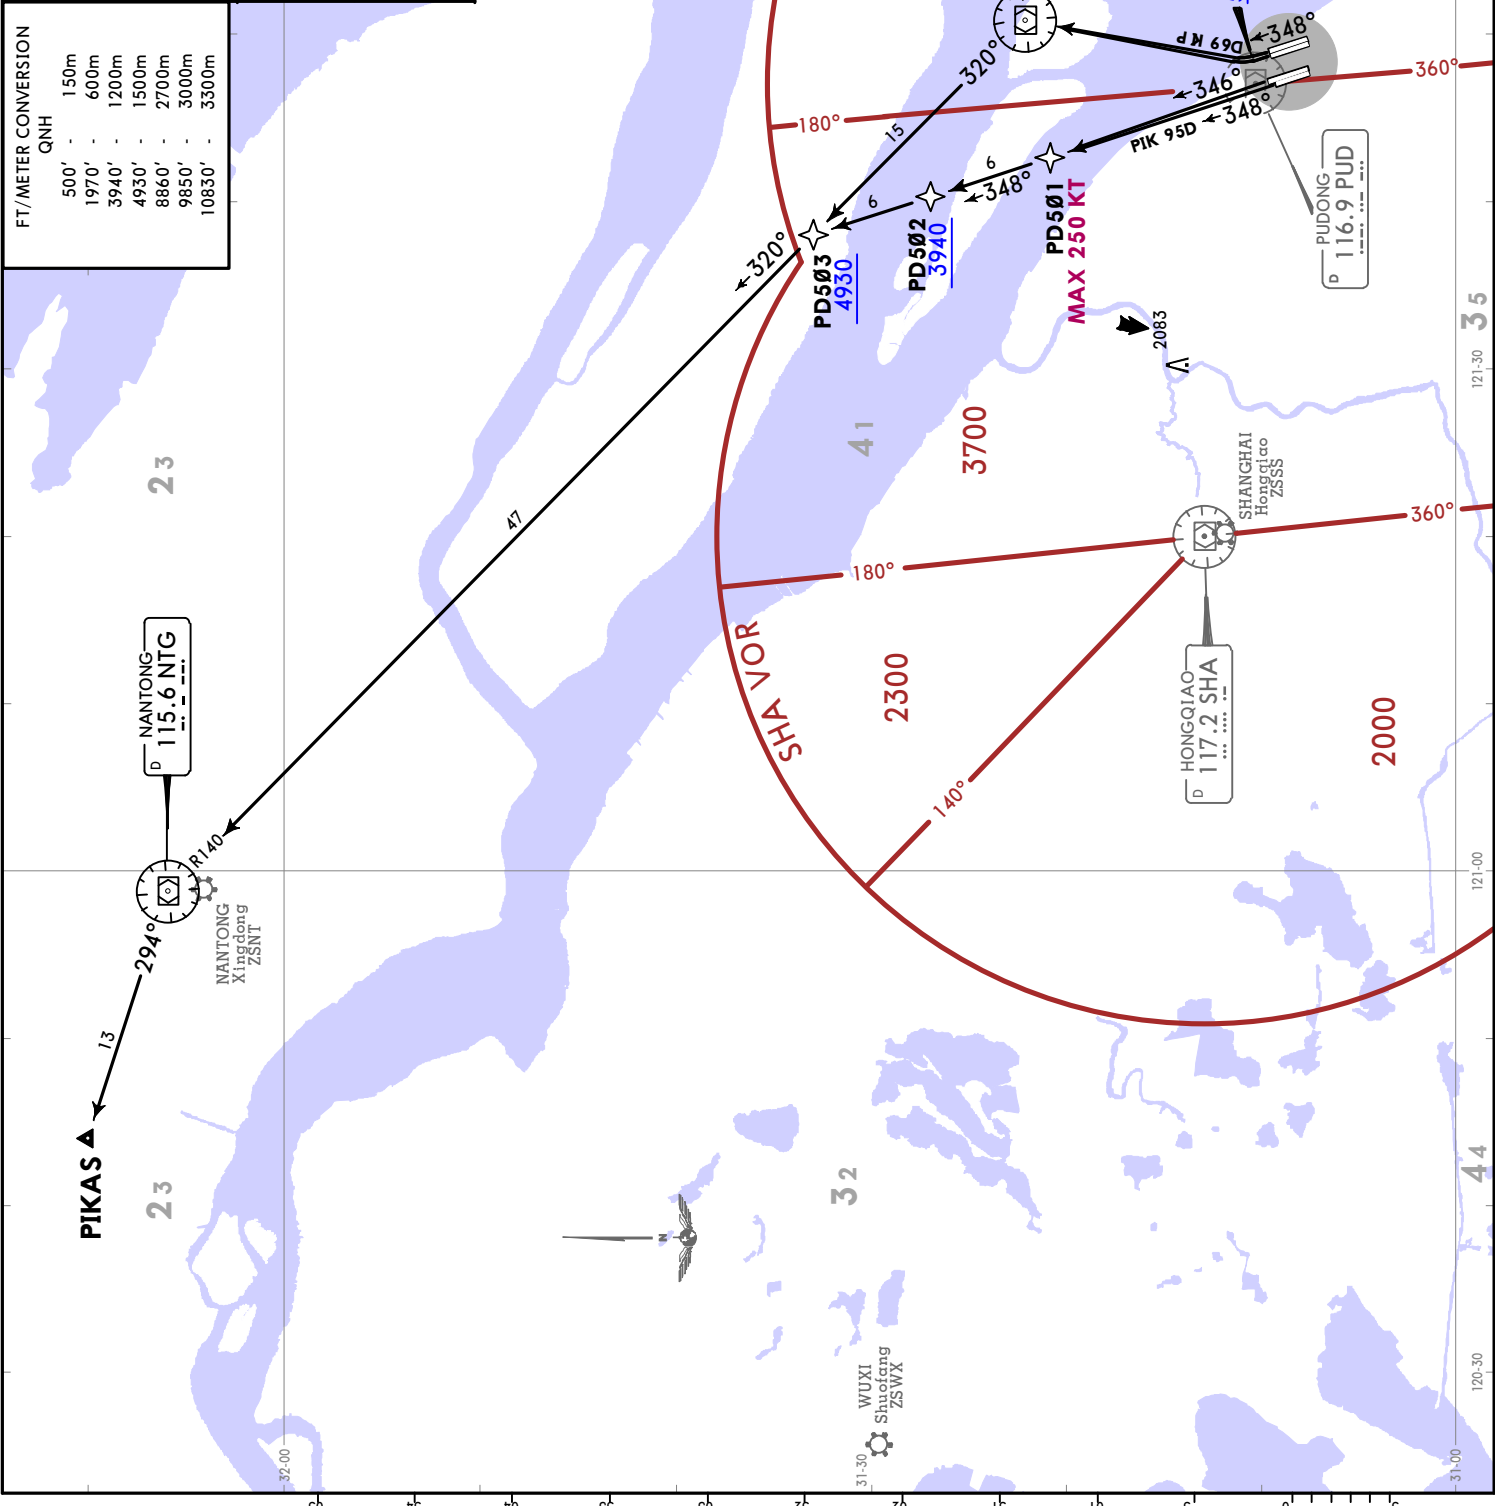 FT/METER CONVERSION
QNH
500' - 150m
1970' - 600m
3940' - 1200m
4930' - 1500m
8860' - 2700m
9850' - 3000m
10830' - 3300m
320°
15
D69 KP
348°
346°
348°
PIK 95D
360°
180°
6
348°
6
PD5Ø1
MAX 250 KT
PD5Ø2
3940
PD5Ø3
4930
320°
D PUDONG
116.9 PUD
2083
35
121-30
23
41
3700
47
SHANGHAI
Hongqiao
ZSSS
360°
180°
SHA VOR
2300
140°
D HONGQIAO
117.2 SHA
2000
D NANTONG
115.6 NTG
R140
NANTONG
Xingdong
ZSNT
121-00
294°
13
PIKAS
23
32
44
N
WUXI
Shuofang
ZSWX
32-00
31-30
31-00
120-30